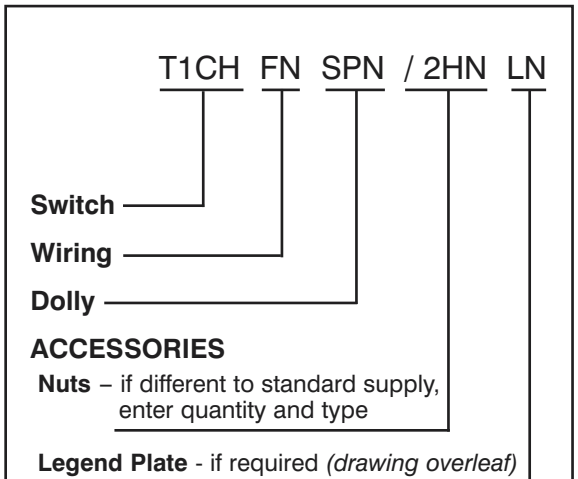 T1CH FN SPN / 2HN LN
Switch
Wiring
Dolly
ACCESSORIES
Nuts – if different to standard supply,
enter quantity and type
Legend Plate - if required (drawing overleaf)